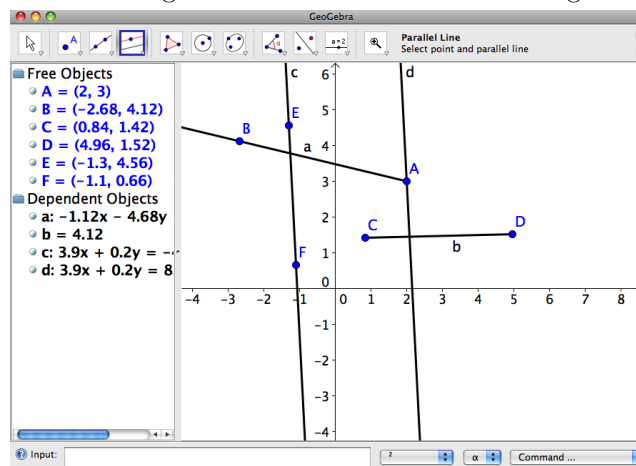 GeoGebra
Parallel Line
Select point and parallel line
Free Objects
A = (2, 3)
B = (-2.68, 4.12)
C = (0.84, 1.42)
D = (4.96, 1.52)
E = (-1.3, 4.56)
F = (-1.1, 0.66)
Dependent Objects
a: -1.12x - 4.68y
b = 4.12
c: 3.9x + 0.2y = -
d: 3.9x + 0.2y = 8
A
a=2
c
d
6
5
4
3
2
1
0
-1
-2
-3
-4
E
B
a
A
C
D
b
F
-4 -3 -2 -1 0 1 2 3 4 5 6 7 8
Input:
2
α
Command ...